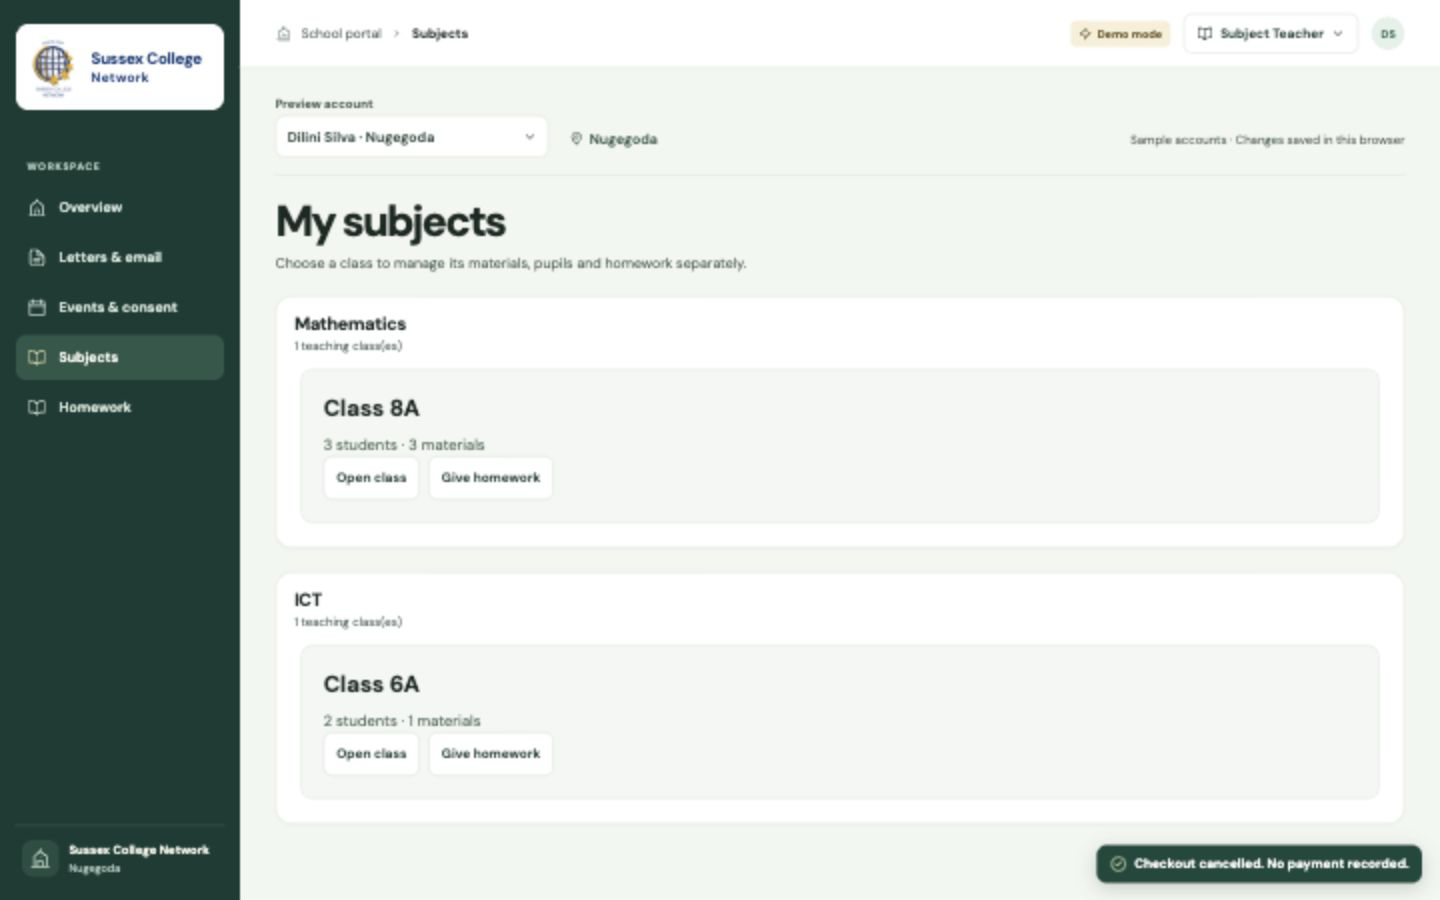 Sussex College
Network
WORKSPACE
Overview
Letters & email
Events & consent
Subjects
Homework
Sussex College Network
Nugegoda
School portal › Subjects
Demo mode
Subject Teacher
DS
Preview account
Dilini Silva · Nugegoda
Nugegoda
Sample accounts · Changes saved in this browser
My subjects
Choose a class to manage its materials, pupils and homework separately.
Mathematics
1 teaching class(es)
Class 8A
3 students · 3 materials
Open class
Give homework
ICT
1 teaching class(es)
Class 6A
2 students · 1 materials
Open class
Give homework
Checkout cancelled. No payment recorded.